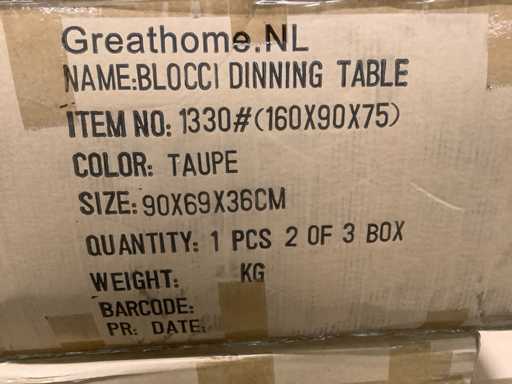 Greathome.NL
NAME:BLOCCI DINNING TABLE
ITEM NO: 1330#(160X90X75)
COLOR: TAUPE
SIZE: 90X69X36CM
QUANTITY: 1 PCS 2 OF 3 BOX
WEIGHT: KG
BARCODE:
PR: DATE: